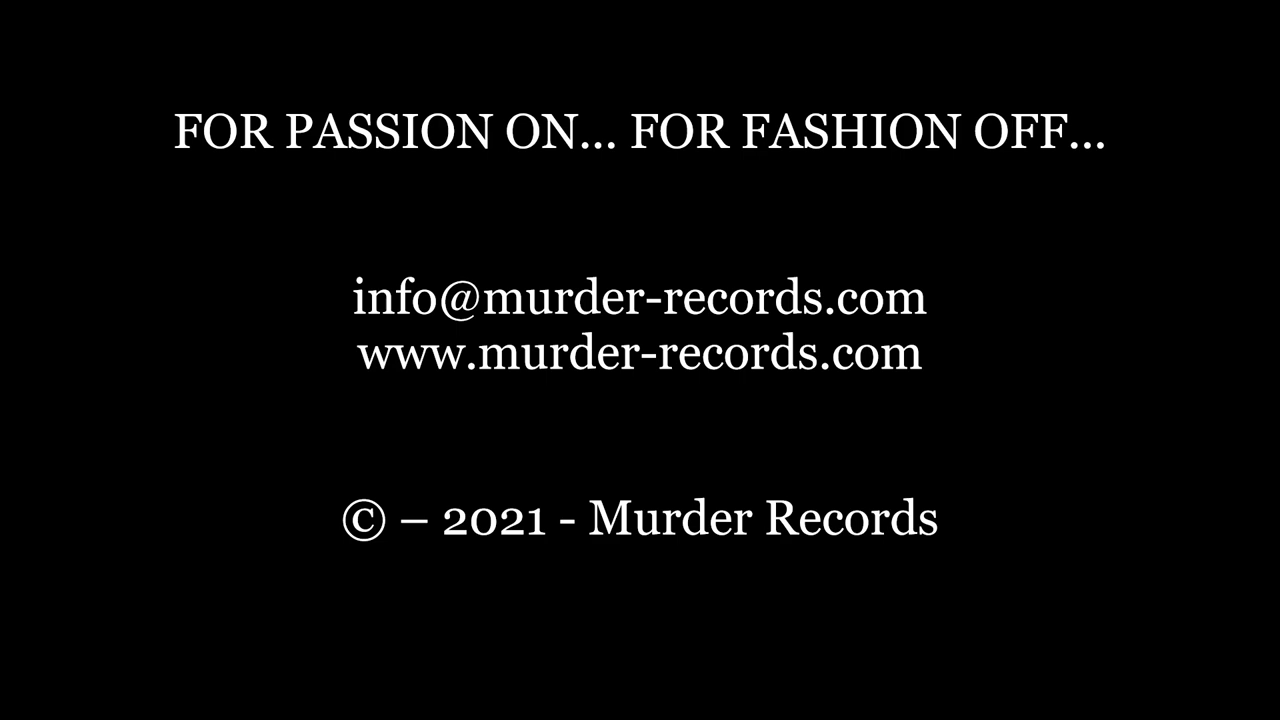 FOR PASSION ON... FOR FASHION OFF...
info@murder-records.com
www.murder-records.com
© – 2021 - Murder Records